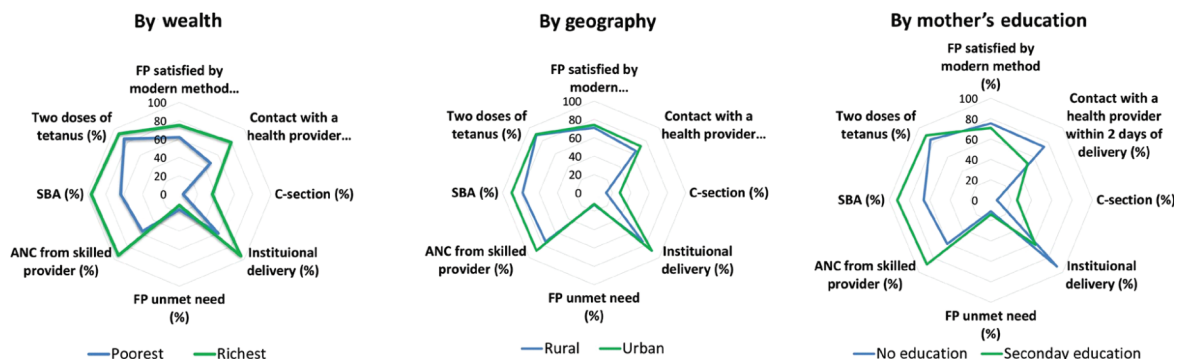 By wealth
FP satisfied by
modern method...
(%)
Two doses of
tetanus (%)
Contact with a
health provider...
SBA (%)
C-section (%)
ANC from skilled
provider (%)
Instituional
delivery (%)
FP unmet need
(%)
100
80
60
40
20
0
Poorest
Richest
By geography
FP satisfied by
modern...
Two doses of
tetanus (%)
Contact with a
health provider...
SBA (%)
C-section (%)
ANC from skilled
provider (%)
Instituional
delivery (%)
FP unmet need
(%)
100
80
60
40
20
0
Rural
Urban
By mother's education
FP satisfied by
modern method
(%)
Two doses of
tetanus (%)
Contact with a
health provider
within 2 days of
delivery (%)
SBA (%)
C-section (%)
ANC from skilled
provider (%)
Instituional
delivery (%)
FP unmet need
(%)
100
80
60
40
20
0
No education
Seconday education